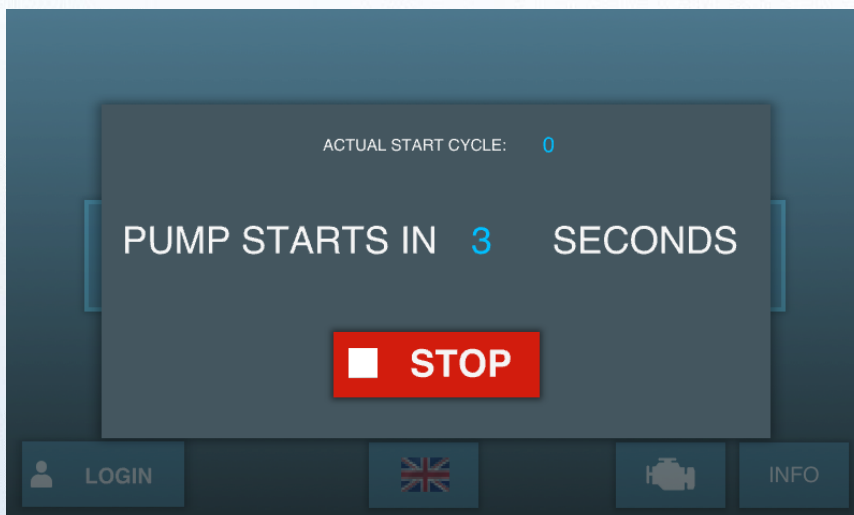 ACTUAL START CYCLE: 0
PUMP STARTS IN 3 SECONDS
STOP
LOGIN
INFO